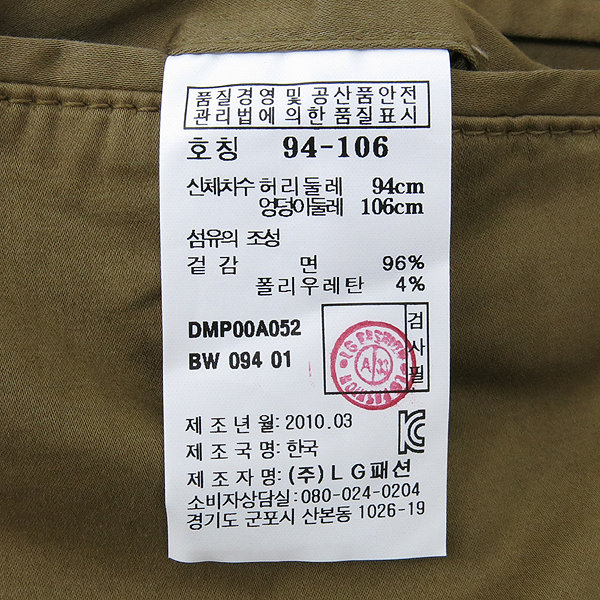 품질경영 및 공산품안전
관리법에 의한 품질표시
호칭 94-106
신체치수 허리둘레 94cm
엉덩이둘레 106cm
섬유의 조성
겉감 면 96%
폴리우레탄 4%
DMP00A052
BW 094 01
검사필
LG FASHION
A/33
LG FASHION
제조년월: 2010.03
제조국명: 한국
제조자명: (주)LG패션
소비자상담실: 080-024-0204
경기도 군포시 산본동 1026-19